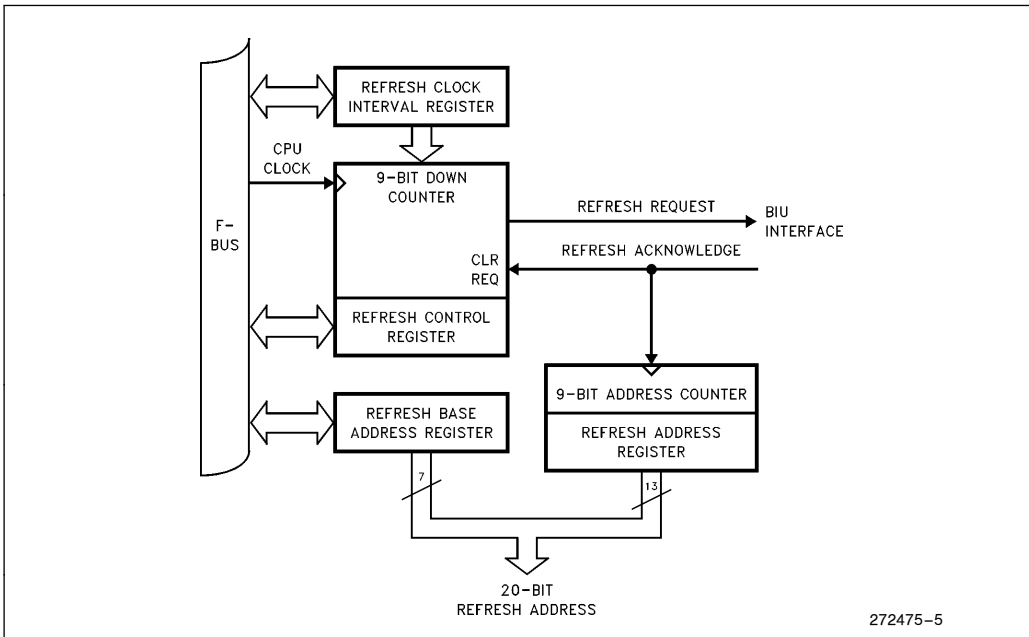 REFRESH CLOCK
INTERVAL REGISTER
CPU
CLOCK
9-BIT DOWN
COUNTER
F-
BUS
REFRESH REQUEST
BIU
INTERFACE
REFRESH ACKNOWLEDGE
CLR
REQ
REFRESH CONTROL
REGISTER
9-BIT ADDRESS COUNTER
REFRESH BASE
ADDRESS REGISTER
REFRESH ADDRESS
REGISTER
7
13
20-BIT
REFRESH ADDRESS
272475-5